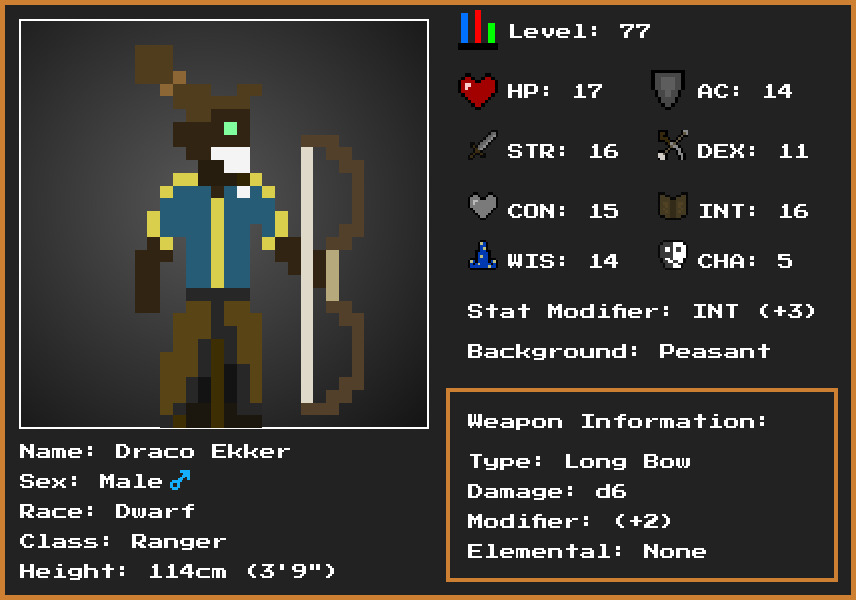 Level: 77
HP: 17
AC: 14
STR: 16
DEX: 11
CON: 15
INT: 16
WIS: 14
CHA: 5
Stat Modifier: INT (+3)
Background: Peasant
Weapon Information:
Type: Long Bow
Damage: d6
Modifier: (+2)
Elemental: None
Name: Draco Ekker
Sex: Male ♂
Race: Dwarf
Class: Ranger
Height: 114cm (3'9")